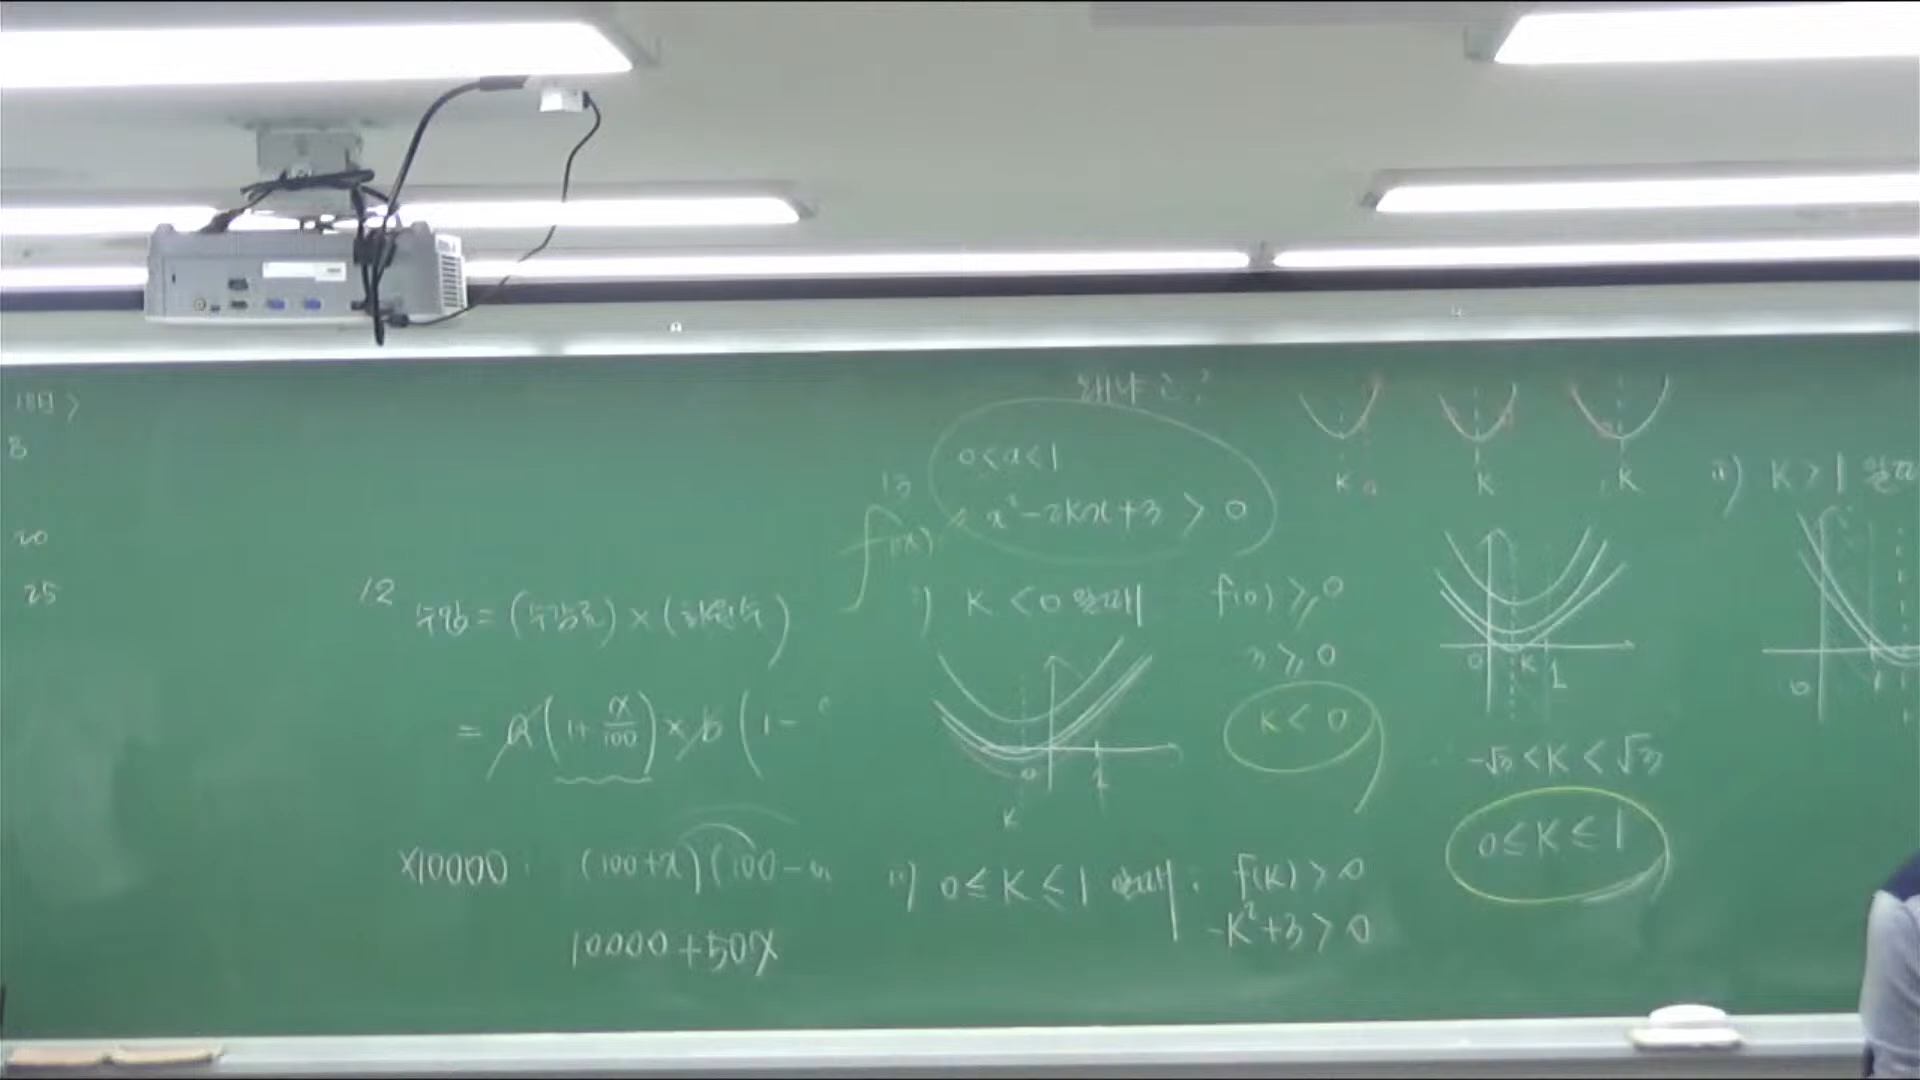 8
20
25
12
수입 = (수강료) × (회원수)
= a(1+x/100) × b(1-
×10000 : (100+x)(100-
10000+50x
왜냐는?
13
0<a<1
f(x)
x²-2kx+3 > 0
i) K<0 일때 f(0) ≥ 0
3 ≥ 0
K < 0
0 1
K
ii) 0≤K≤1 일때 : f(K) > 0
-K²+3 > 0
K K K
0 K 1
-√3 < K < √3
0≤K≤1
K>1 일때
0 1